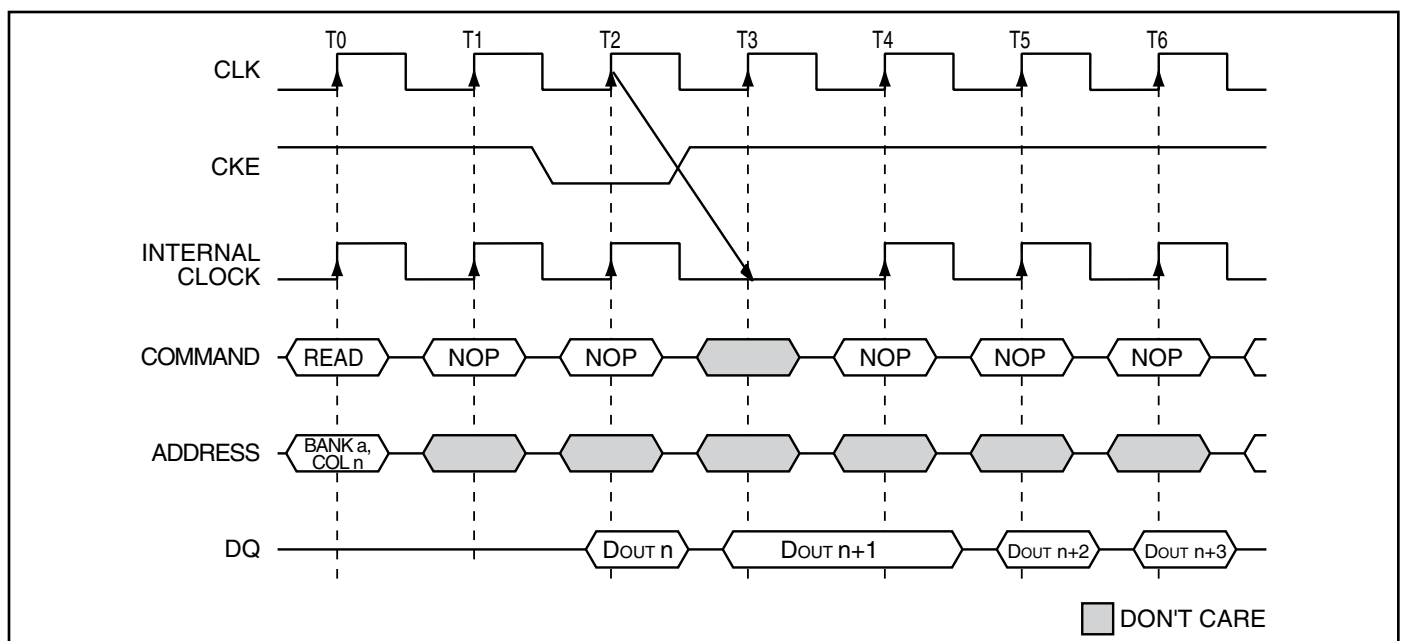 T0 T1 T2 T3 T4 T5 T6
CLK
CKE
INTERNAL
CLOCK
COMMAND READ NOP NOP NOP NOP NOP
ADDRESS BANK a,
COL n
DQ DOUT n DOUT n+1 DOUT n+2 DOUT n+3
DON'T CARE